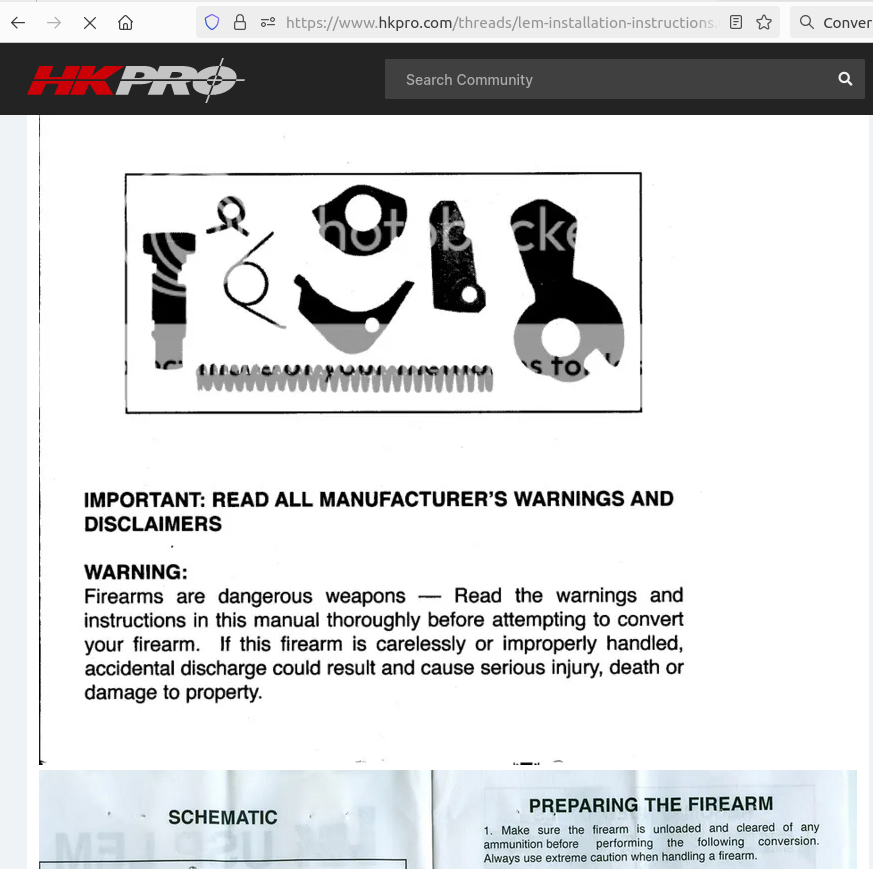 https://www.hkpro.com/threads/lem-installation-instructions.
Conver
HKPRO
Search Community
photobucke
IMPORTANT: READ ALL MANUFACTURER'S WARNINGS AND
DISCLAIMERS
WARNING:
Firearms are dangerous weapons — Read the warnings and
instructions in this manual thoroughly before attempting to convert
your firearm. If this firearm is carelessly or improperly handled,
accidental discharge could result and cause serious injury, death or
damage to property.
SCHEMATIC
PREPARING THE FIREARM
1. Make sure the firearm is unloaded and cleared of any
ammunition before performing the following conversion.
Always use extreme caution when handling a firearm.